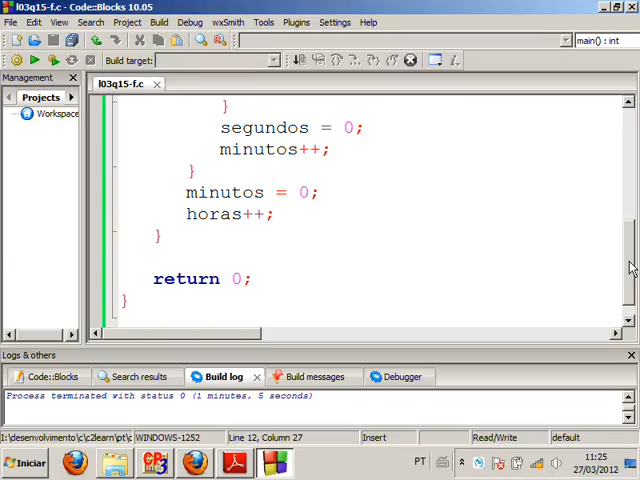 l03q15-f.c - Code::Blocks 10.05
File Edit View Search Project Build Debug wxSmith Tools Plugins Settings Help
main() : int
Build target:
Management
l03q15-f.c
Projects
Workspace
}
segundos = 0;
minutos++;
}
minutos = 0;
horas++;
}
return 0;
}
Logs & others
Code::Blocks Search results Build log Build messages Debugger
Process terminated with status 0 (1 minutes, 5 seconds)
I:\desenvolvimento\c\c2learn\pt\c WINDOWS-1252 Line 12, Column 27 Insert Read/Write default
Iniciar
PT
11:25
27/03/2012